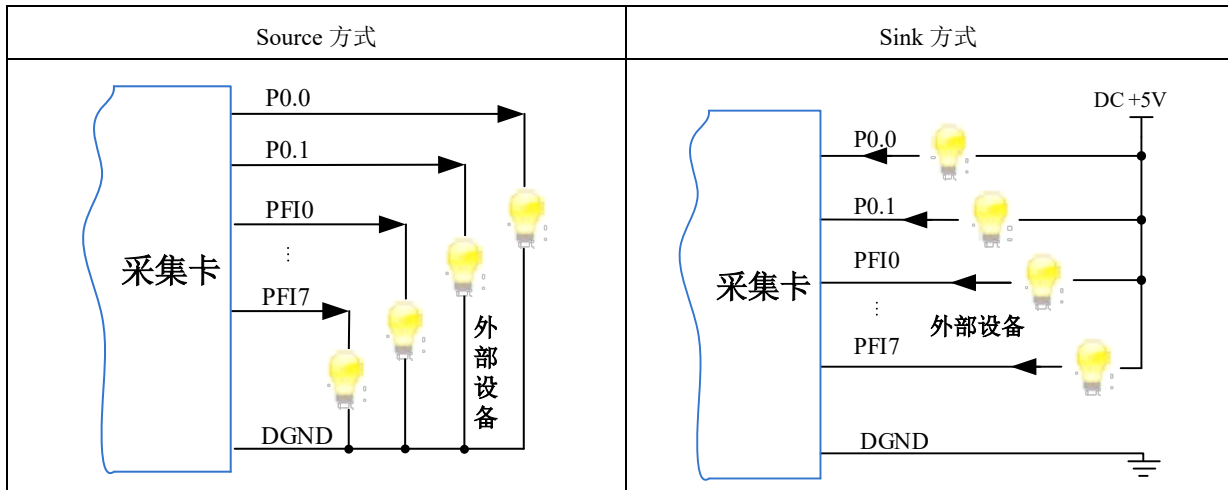 Source 方式
Sink 方式
P0.0
P0.1
PFI0
⋮
采集卡
PFI7
外部设备
DGND
DC +5V
P0.0
P0.1
PFI0
采集卡
⋮
外部设备
PFI7
DGND